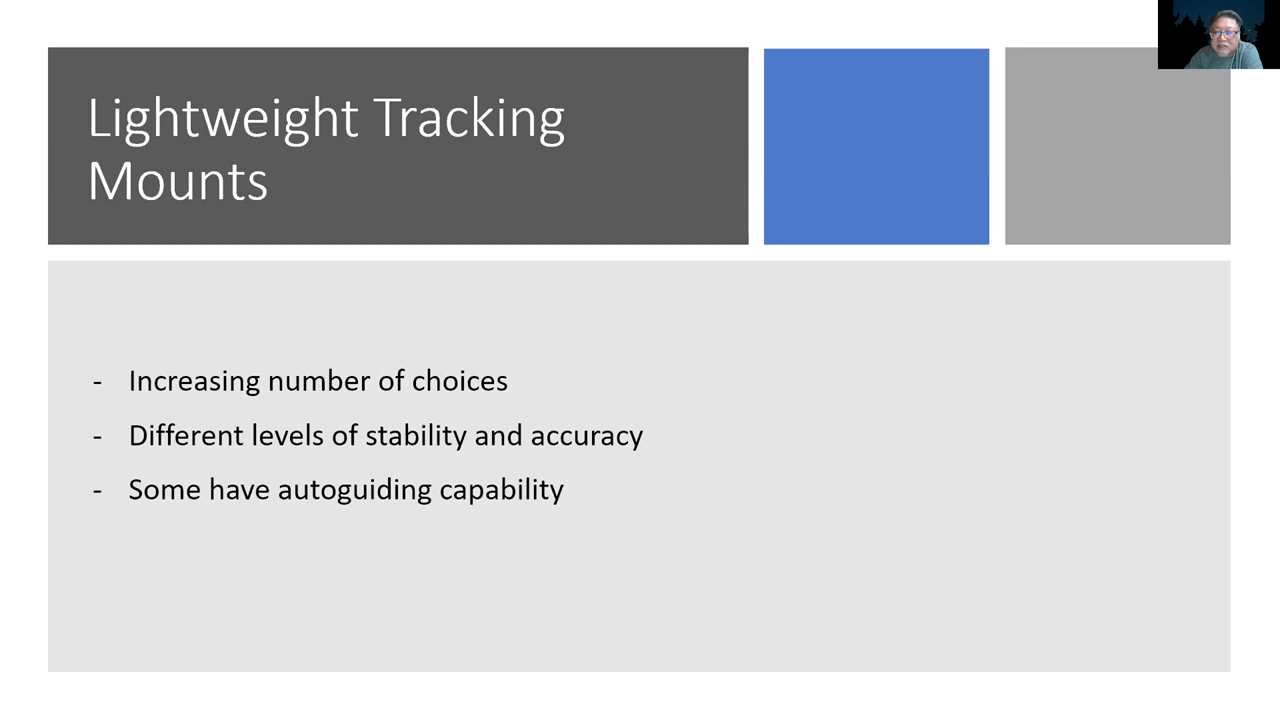 Lightweight Tracking
Mounts
- Increasing number of choices
- Different levels of stability and accuracy
- Some have autoguiding capability